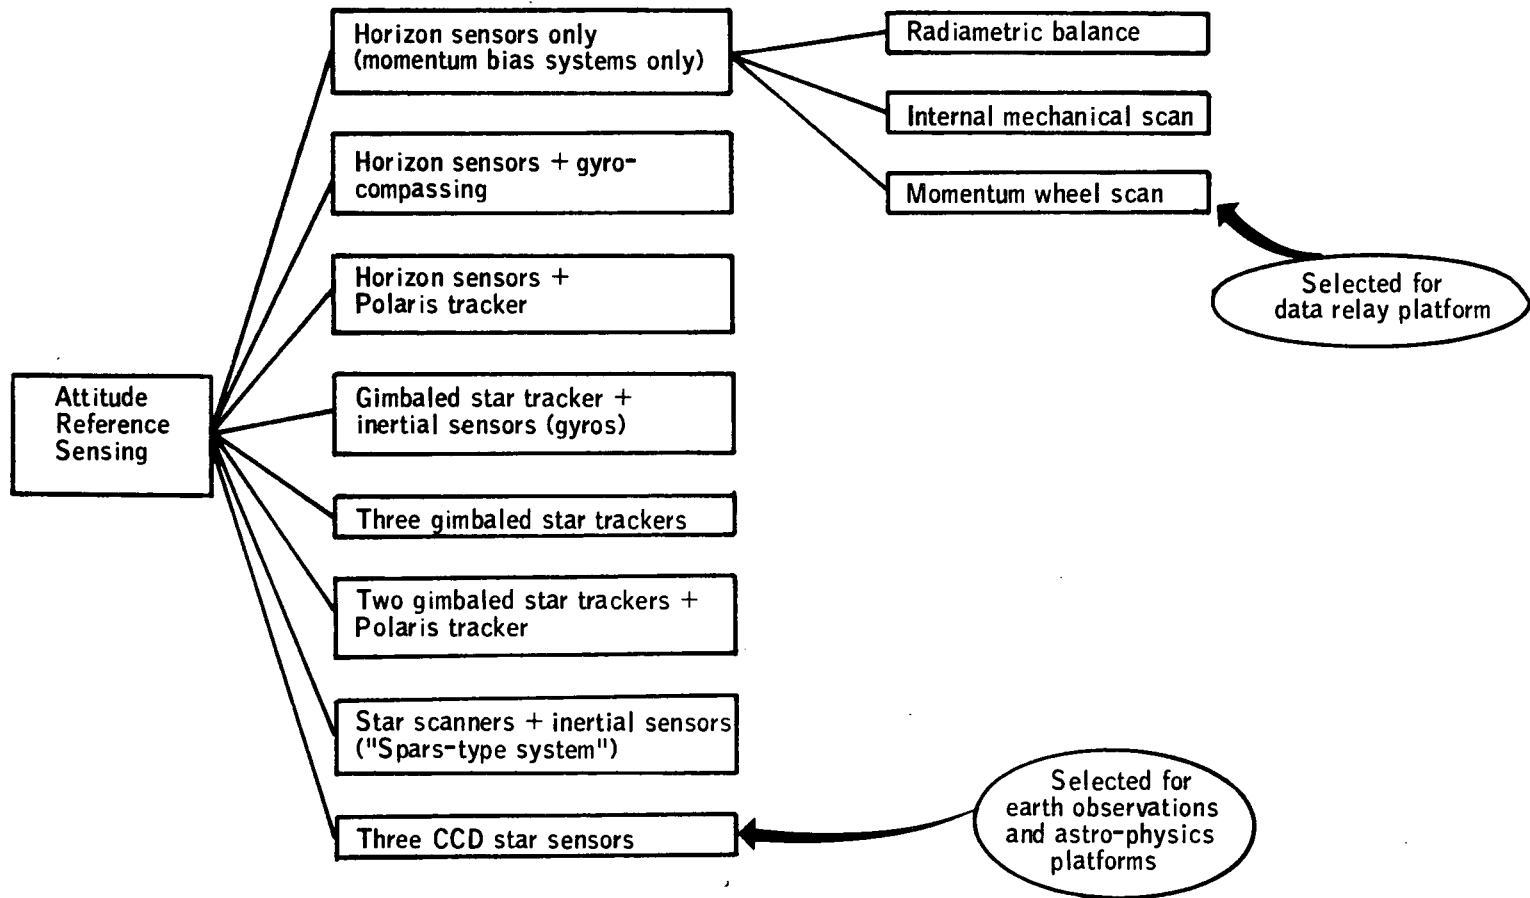 Attitude
Reference
Sensing
Horizon sensors only
(momentum bias systems only)
Horizon sensors + gyro-
compassing
Horizon sensors +
Polaris tracker
Gimbaled star tracker +
inertial sensors (gyros)
Three gimbaled star trackers
Two gimbaled star trackers +
Polaris tracker
Star scanners + inertial sensors
("Spars-type system")
Three CCD star sensors
Radiametric balance
Internal mechanical scan
Momentum wheel scan
Selected for
data relay platform
Selected for
earth observations
and astro-physics
platforms